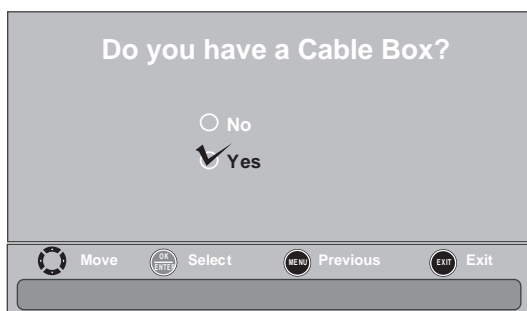 Do you have a Cable Box?
No
Yes
Move OK ENTER Select MENU Previous EXIT Exit